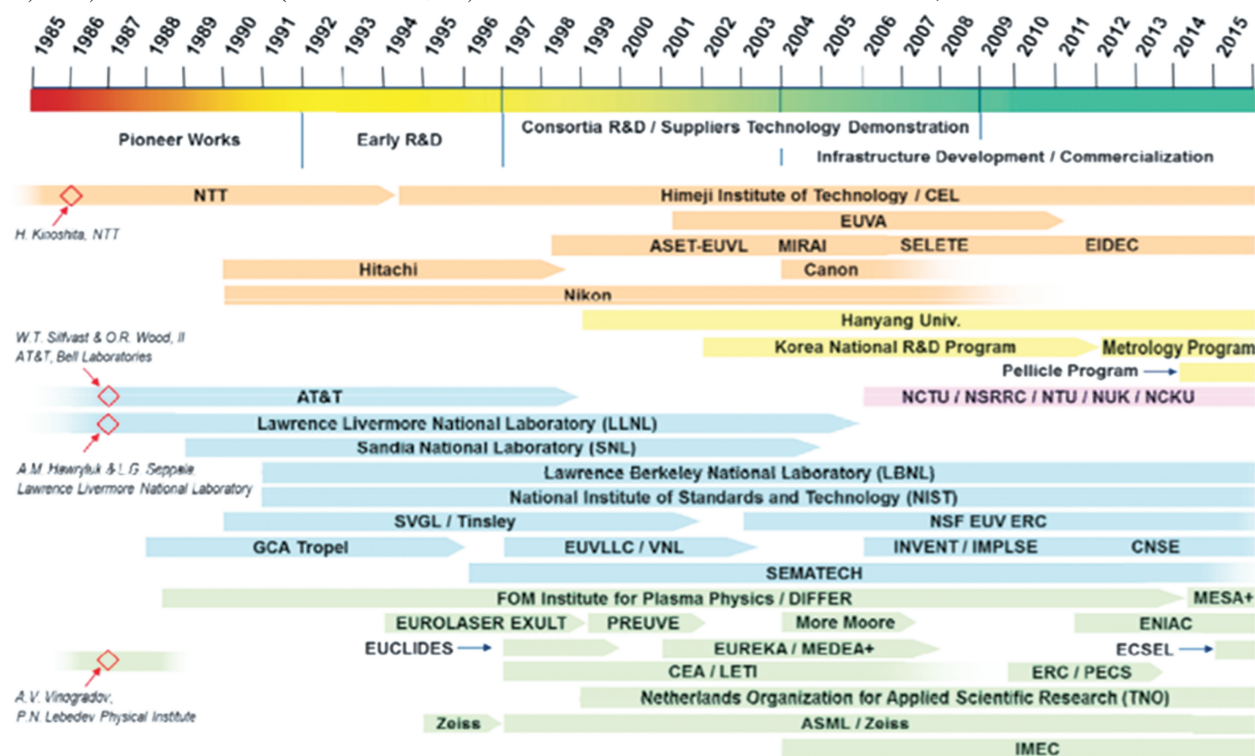 1985 1986 1987 1988 1989 1990 1991 1992 1993 1994 1995 1996 1997 1998 1999 2000 2001 2002 2003 2004 2005 2006 2007 2008 2009 2010 2011 2012 2013 2014 2015
Pioneer Works
Early R&D
Consortia R&D / Suppliers Technology Demonstration
Infrastructure Development / Commercialization
NTT
Himeji Institute of Technology / CEL
H. Kinoshita, NTT
EUVA
ASET-EUVL MIRAI SELETE EIDEC
Hitachi
Canon
Nikon
Hanyang Univ.
W.T. Silfvast & O.R. Wood, II
AT&T, Bell Laboratories
Korea National R&D Program
Metrology Program
Pellicle Program
AT&T
NCTU / NSRRC / NTU / NUK / NCKU
Lawrence Livermore National Laboratory (LLNL)
Sandia National Laboratory (SNL)
A.M. Hawryluk & L.G. Seppala
Lawrence Livermore National Laboratory
Lawrence Berkeley National Laboratory (LBNL)
National Institute of Standards and Technology (NIST)
SVGL / Tinsley
NSF EUV ERC
GCA Tropel
EUVLLC / VNL
INVENT / IMPLSE
CNSE
SEMATECH
FOM Institute for Plasma Physics / DIFFER
MESA+
EUROLASER EXULT
PREUVE
More Moore
ENIAC
EUCLIDES
EUREKA / MEDEA+
ECSEL
CEA / LETI
ERC / PECS
A.V. Vinogradov,
P.N. Lebedev Physical Institute
Netherlands Organization for Applied Scientific Research (TNO)
Zeiss
ASML / Zeiss
IMEC